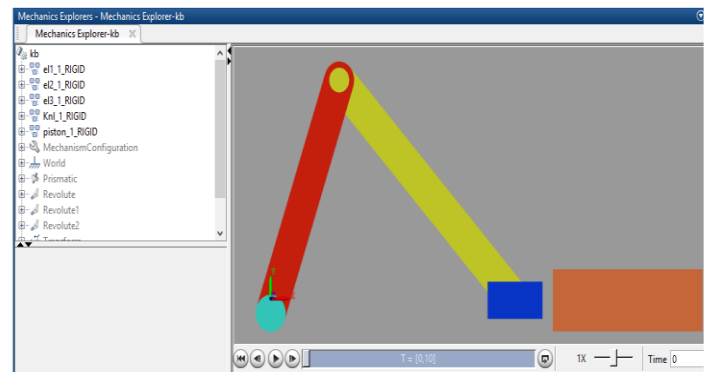 Mechanics Explorers - Mechanics Explorer-kb
Mechanics Explorer-kb
kb
el1_1_RIGID
el2_1_RIGID
el3_1_RIGID
Knl_1_RIGID
piston_1_RIGID
MechanismConfiguration
World
Prismatic
Revolute
Revolute1
Revolute2
Transform
T = [0,10]
1X
Time 0